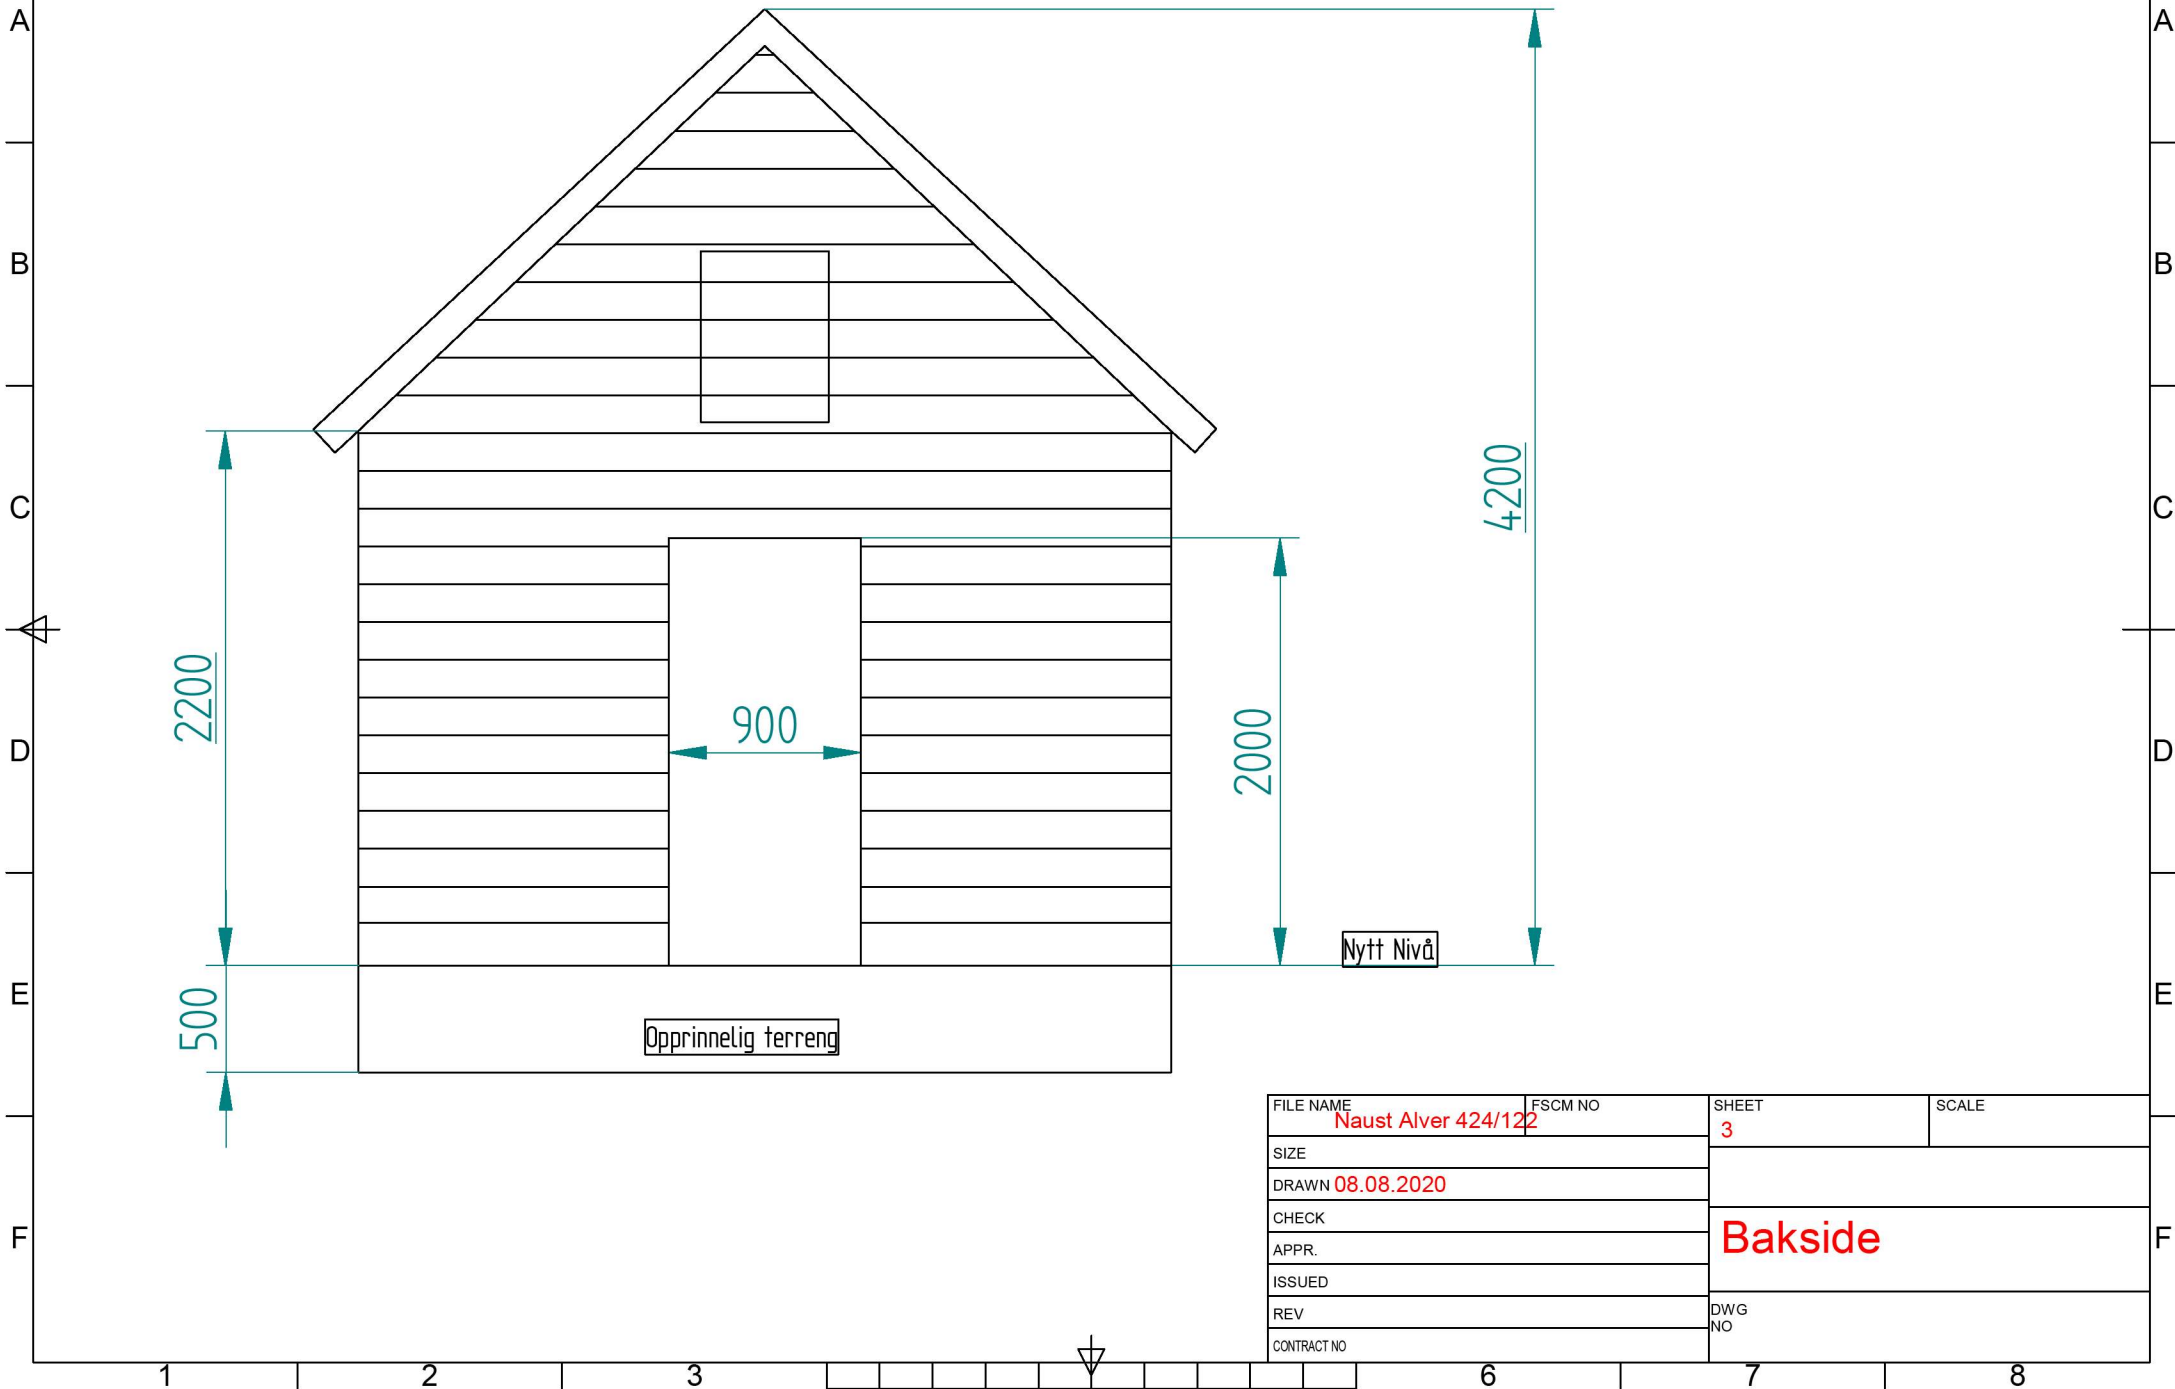 A
A
B
B
4200
C
C
2200
900
2000
D
D
Nytt Nivå
E
500
E
Opprinnelig terreng
FILE NAME
Naust Alver 424/122
FSCM NO
SHEET
3
SCALE
SIZE
DRAWN 08.08.2020
CHECK
F
Bakside
F
APPR.
ISSUED
REV
DWG
NO
CONTRACT NO
1
2
3
6
7
8